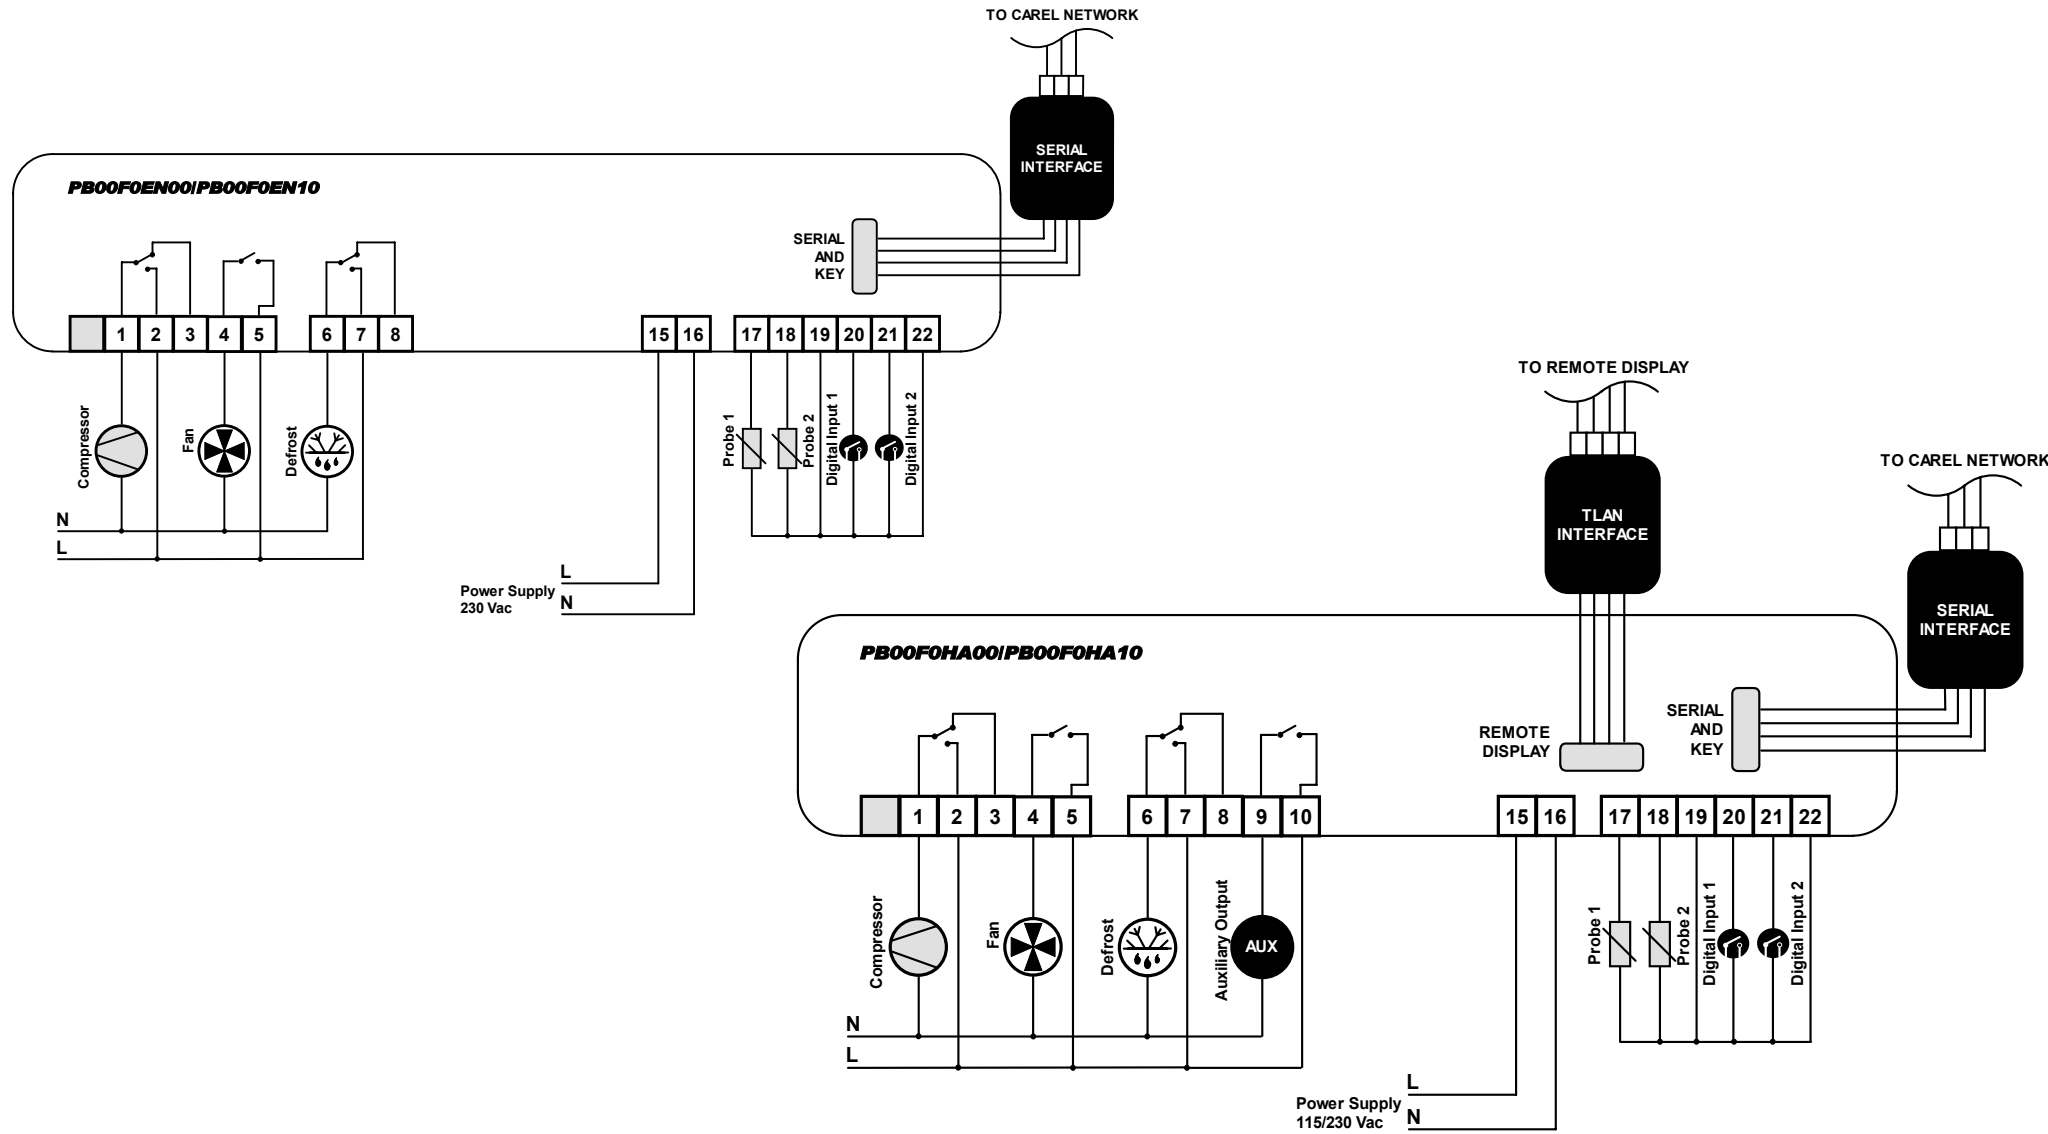 TO CAREL NETWORK
SERIAL
INTERFACE
PB00F0EN00/PB00F0EN10
SERIAL
AND
KEY
1 2 3 4 5 6 7 8 15 16 17 18 19 20 21 22
Compressor
Fan
Defrost
Probe 1
Probe 2
Digital Input 1
Digital Input 2
N
L
L
Power Supply
230 Vac
N
TO REMOTE DISPLAY
TLAN
INTERFACE
TO CAREL NETWORK
SERIAL
INTERFACE
PB00F0HA00/PB00F0HA10
REMOTE
DISPLAY
SERIAL
AND
KEY
1 2 3 4 5 6 7 8 9 10 15 16 17 18 19 20 21 22
Compressor
Fan
Defrost
Auxiliary Output
AUX
Probe 1
Probe 2
Digital Input 1
Digital Input 2
N
L
L
Power Supply
115/230 Vac
N